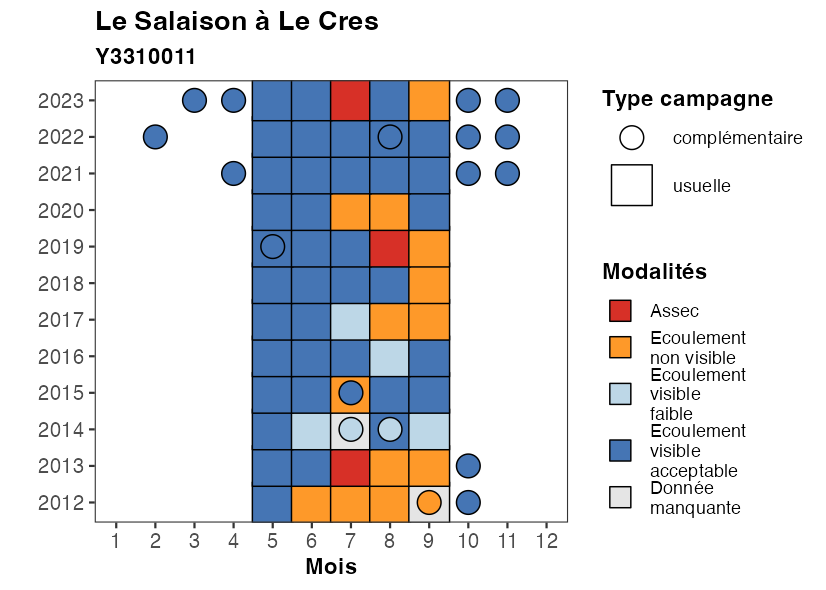 Le Salaison à Le Cres
Y3310011
2023
2022
2021
2020
2019
2018
2017
2016
2015
2014
2013
2012
1 2 3 4 5 6 7 8 9 10 11 12
Mois
Type campagne
complémentaire
usuelle
Modalités
Assec
Ecoulement
non visible
Ecoulement
visible
faible
Ecoulement
visible
acceptable
Donnée
manquante